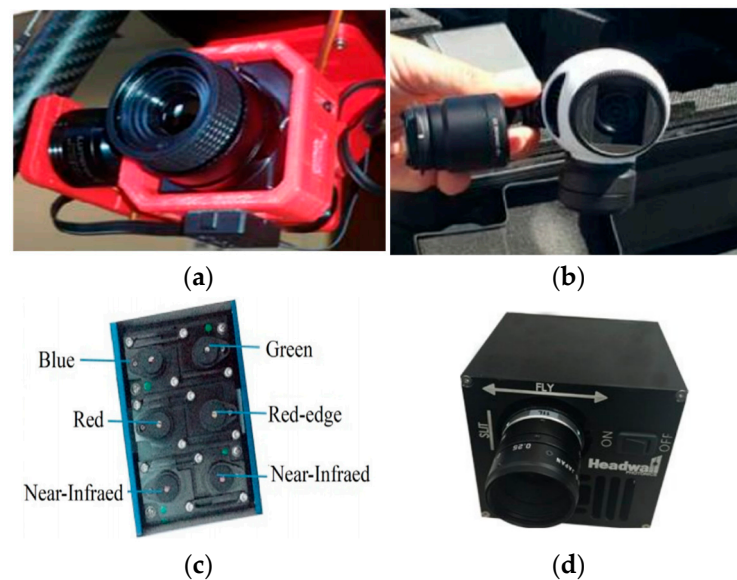 (a)
(b)
Blue
Green
Red
Red-edge
Near-Infraed
Near-Infraed
(c)
FLY
SLIT
ON
OFF
Headwall
(d)